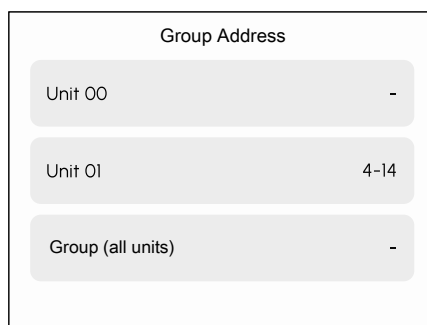 Group Address
Unit 00 -
Unit 01 4-14
Group (all units) -